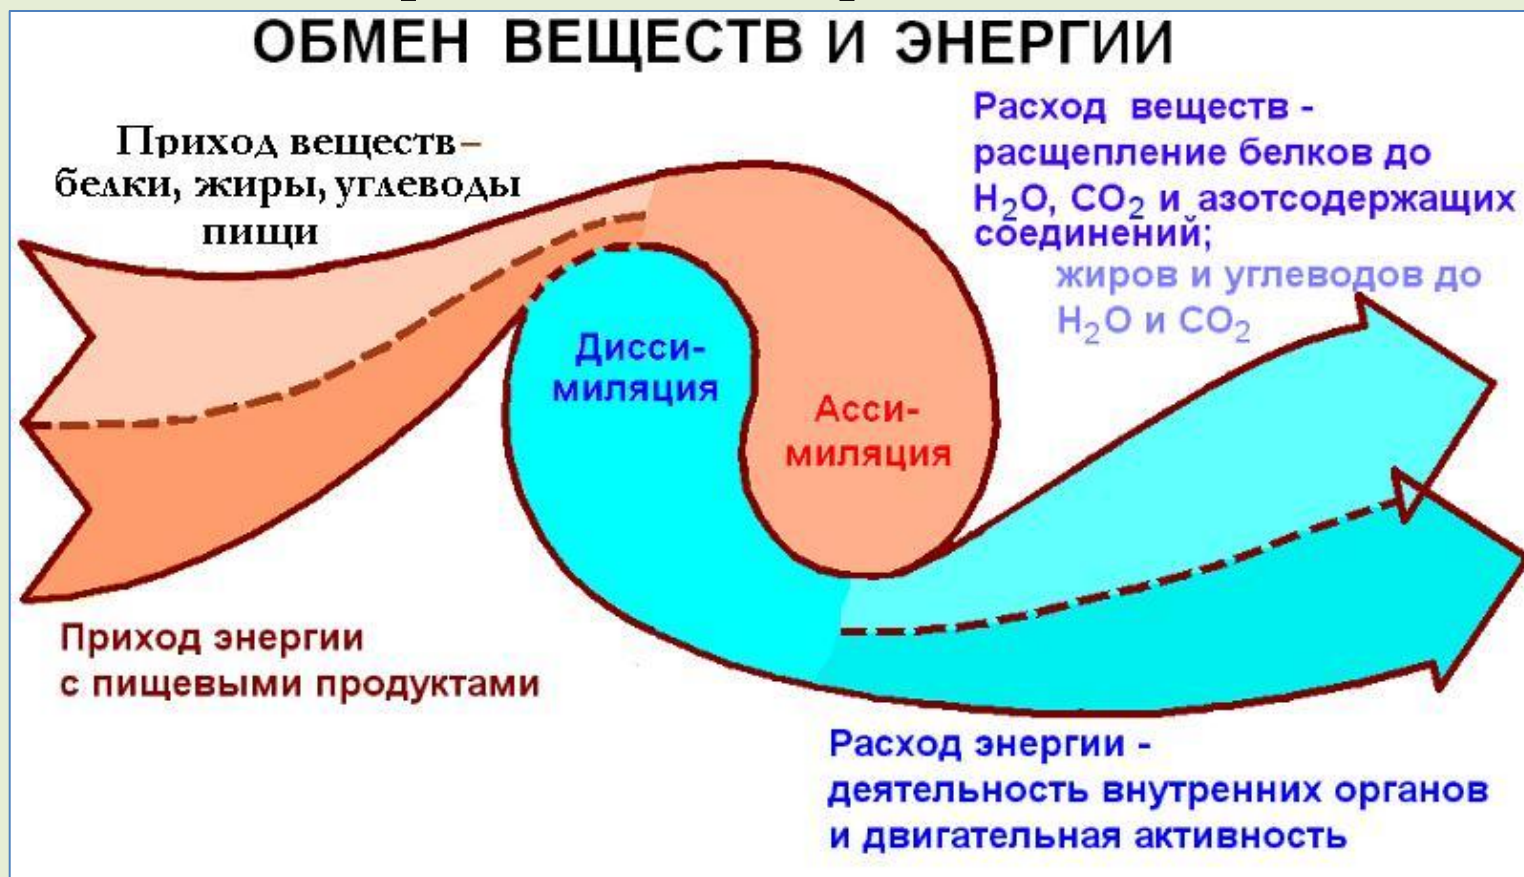 ОБМЕН ВЕЩЕСТВ И ЭНЕРГИИ
Приход веществ–
белки, жиры, углеводы
пищи
Расход веществ -
расщепление белков до
H₂O, CO₂ и азотсодержащих
соединений;
жиров и углеводов до
H₂O и CO₂
Дисси-
миляция
Асси-
миляция
Приход энергии
с пищевыми продуктами
Расход энергии -
деятельность внутренних органов
и двигательная активность